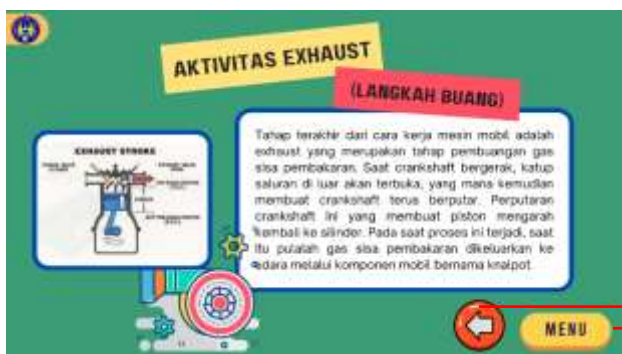 AKTIVITAS EXHAUST
(LANGKAH BUANG)
EXHAUST STROKE
Tahap terakhir dari cara kerja mesin mobil adalah
exhaust yang merupakan tahap pembuangan gas
sisa pembakaran. Saat crankshaft bergerak, katup
saluran di luar akan terbuka, yang mana kemudian
membuat crankshaft terus berputar. Perputaran
crankshaft ini yang membuat piston mengarah
kembali ke silinder. Pada saat proses ini terjadi, saat
itu pulalah gas sisa pembakaran dikeluarkan ke
udara melalui komponen mobil bernama knalpot.
MENU